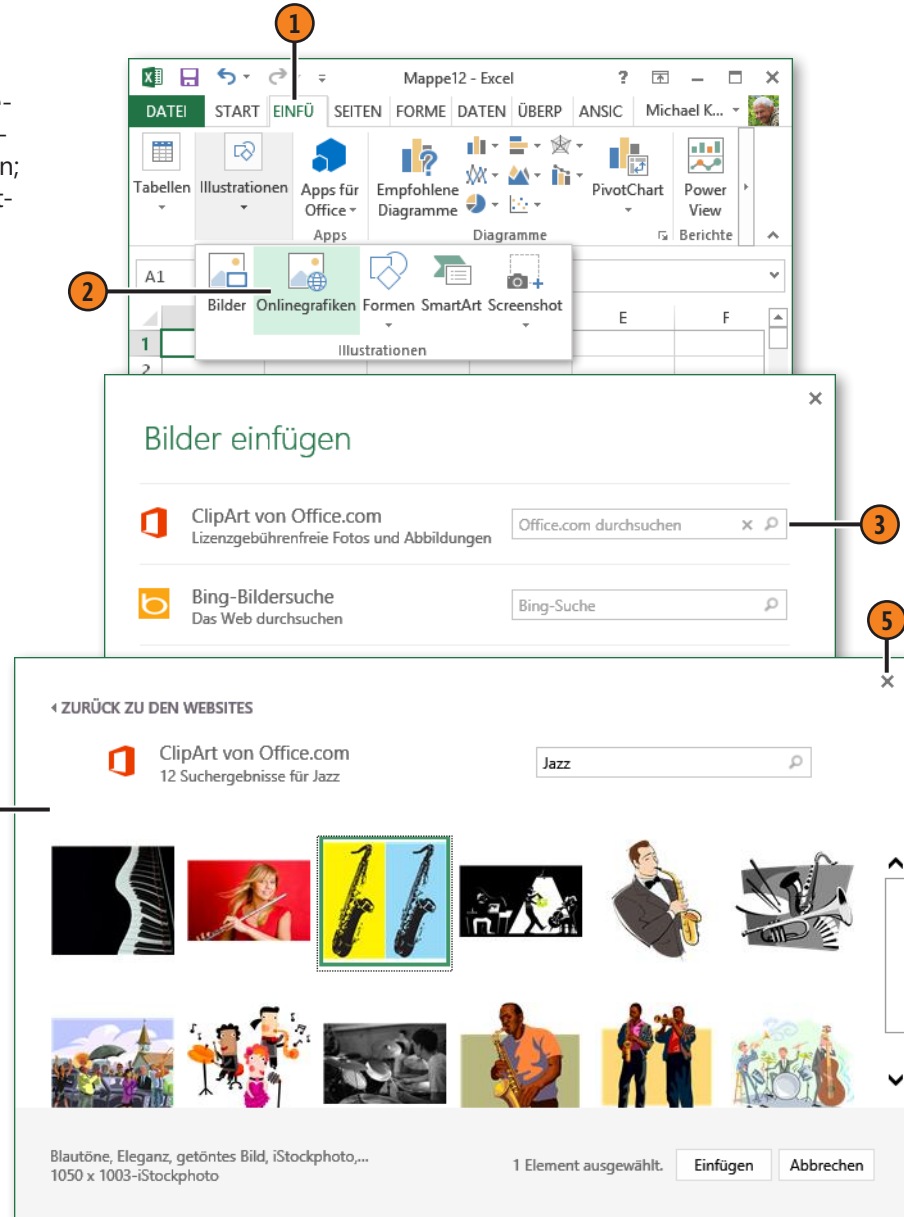 1
Mappe12 - Excel
?
DATEI START EINFÜ SEITEN FORME DATEN ÜBERP ANSIC Michael K...
n;
t-
Tabellen Illustrationen Apps für Office Empfohlene Diagramme PivotChart Power View
Apps Diagramme Berichte
2
A1
Bilder Onlinegrafiken Formen SmartArt Screenshot
Illustrationen
E F
1
2
Bilder einfügen
ClipArt von Office.com
Lizenzgebührenfreie Fotos und Abbildungen
Office.com durchsuchen
3
Bing-Bildersuche
Das Web durchsuchen
Bing-Suche
5
ZURÜCK ZU DEN WEBSITES
ClipArt von Office.com
12 Suchergebnisse für Jazz
Jazz
Blautöne, Eleganz, getöntes Bild, iStockphoto,...
1050 x 1003-iStockphoto
1 Element ausgewählt.
Einfügen
Abbrechen